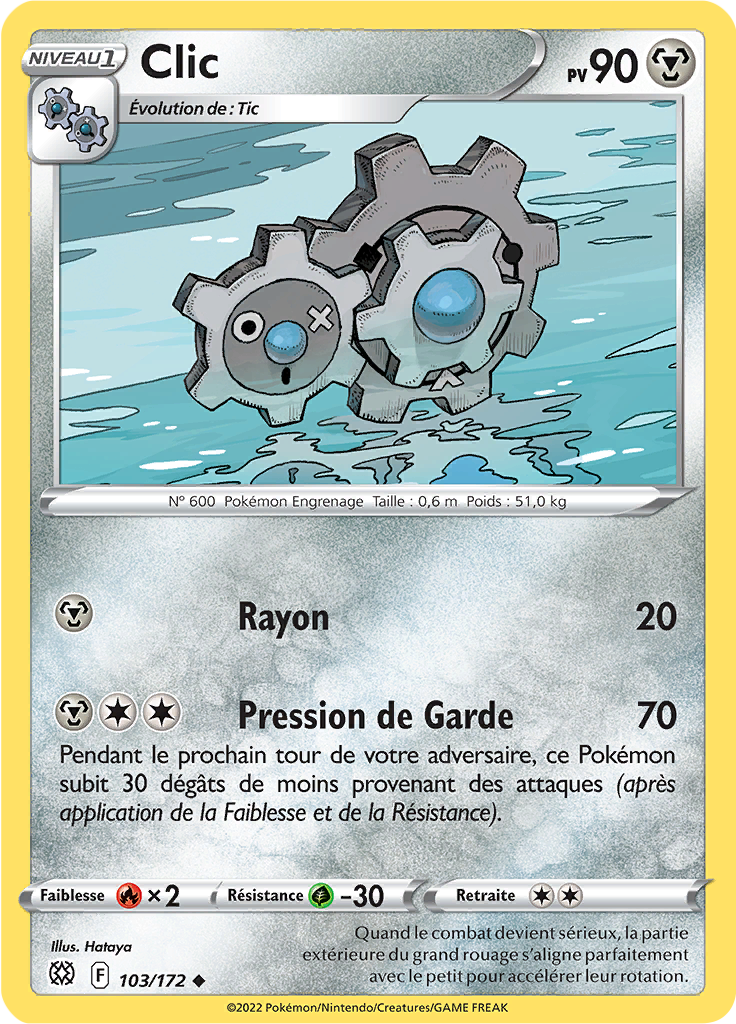 NIVEAU 1
Clic
PV 90
Évolution de : Tic
Nº 600 Pokémon Engrenage Taille : 0,6 m Poids : 51,0 kg
Rayon 20
Pression de Garde 70
Pendant le prochain tour de votre adversaire, ce Pokémon
subit 30 dégâts de moins provenant des attaques (après
application de la Faiblesse et de la Résistance).
Faiblesse ×2 Résistance -30 Retraite
Illus. Hataya
Quand le combat devient sérieux, la partie
extérieure du grand rouage s'aligne parfaitement
avec le petit pour accélérer leur rotation.
F 103/172
©2022 Pokémon/Nintendo/Creatures/GAME FREAK